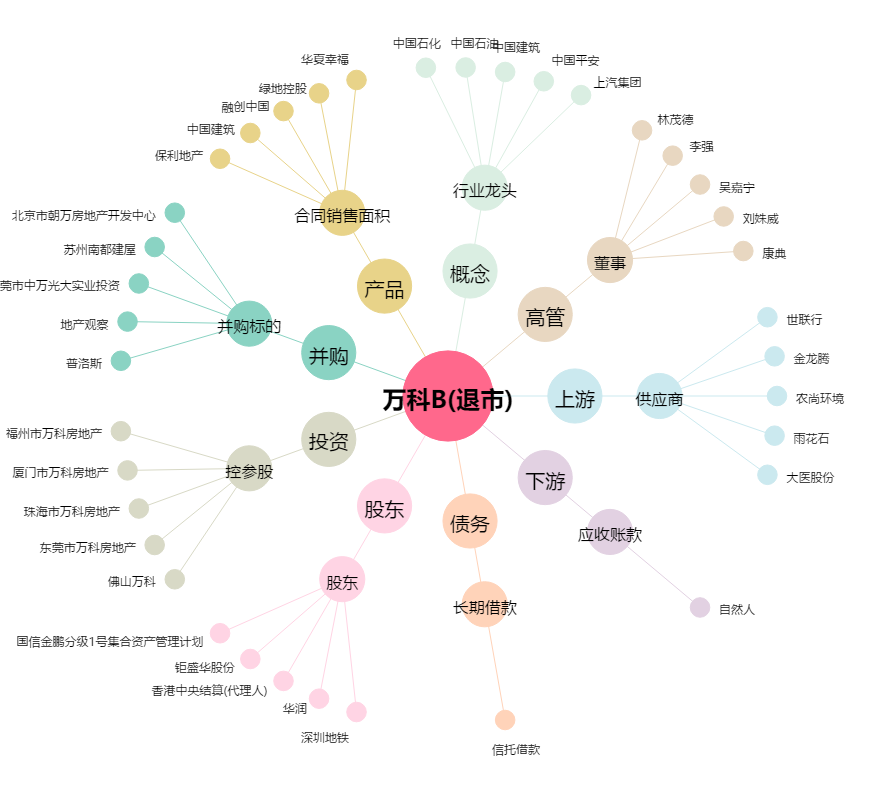 中国石化
中国石油
中国建筑
中国平安
上汽集团
行业龙头
概念
华夏幸福
绿地控股
融创中国
中国建筑
保利地产
合同销售面积
产品
林茂德
李强
吴嘉宁
刘姝威
康典
董事
高管
北京市朝万房地产开发中心
苏州南都建屋
莞市中万光大实业投资
地产观察
普洛斯
并购标的
并购
万科B(退市)
世联行
金龙腾
农尚环境
雨花石
大医股份
供应商
上游
福州市万科房地产
厦门市万科房地产
珠海市万科房地产
东莞市万科房地产
佛山万科
控参股
投资
下游
应收账款
自然人
股东
股东
国信金鹏分级1号集合资产管理计划
钜盛华股份
香港中央结算(代理人)
华润
深圳地铁
债务
长期借款
信托借款